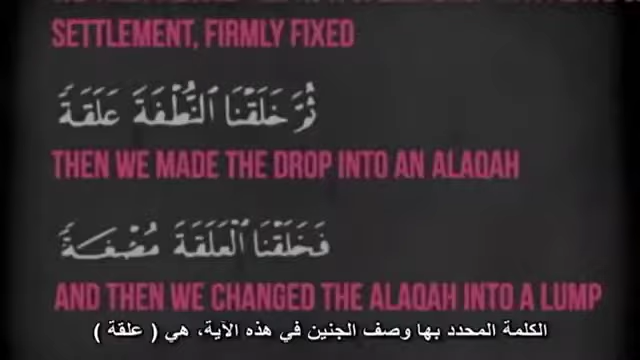 SETTLEMENT, FIRMLY FIXED
ثُمَّ خَلَقْنَا النُّطْفَةَ عَلَقَةً
THEN WE MADE THE DROP INTO AN ALAQAH
فَخَلَقْنَا الْعَلَقَةَ مُضْغَةً
AND THEN WE CHANGED THE ALAQAH INTO A LUMP
الكلمة المحدد بها وصف الجنين في هذه الآية، هي ( علقة )